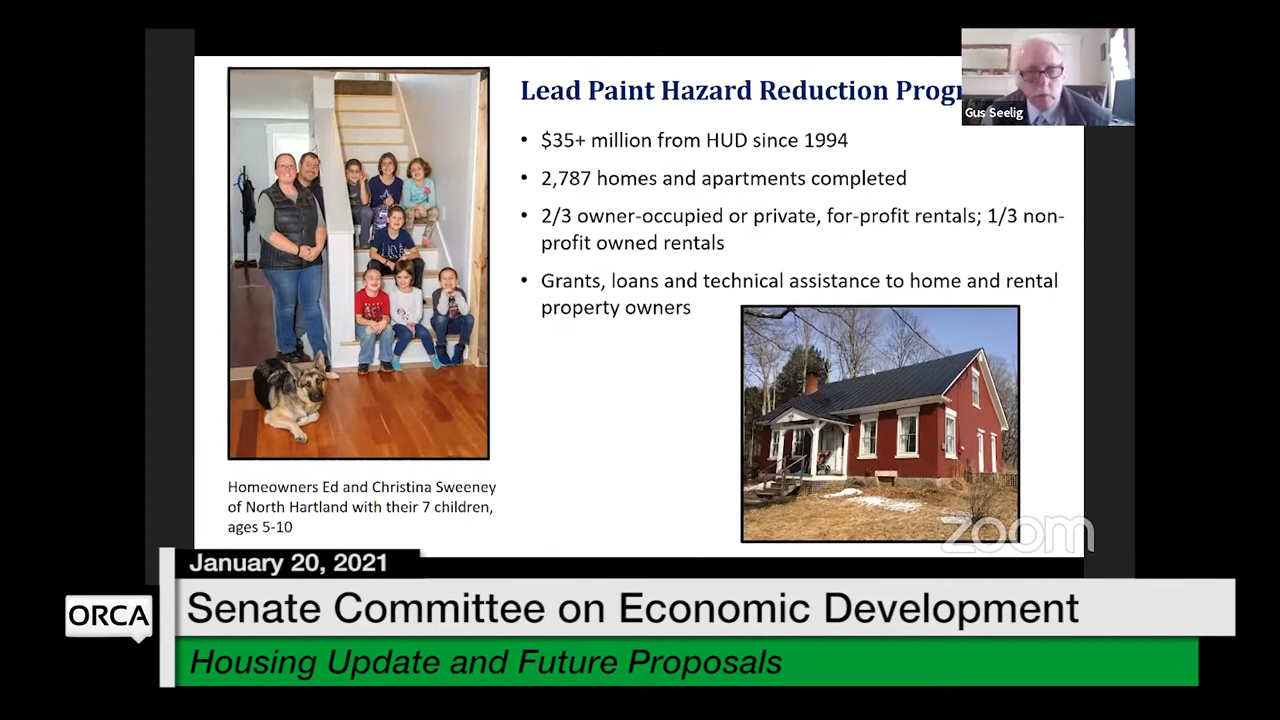 Lead Paint Hazard Reduction Progr
Gus Seelig
• $35+ million from HUD since 1994
• 2,787 homes and apartments completed
• 2/3 owner-occupied or private, for-profit rentals; 1/3 non-
profit owned rentals
• Grants, loans and technical assistance to home and rental
property owners
Homeowners Ed and Christina Sweeney
of North Hartland with their 7 children,
ages 5-10
zoom
January 20, 2021
ORCA
Senate Committee on Economic Development
Housing Update and Future Proposals